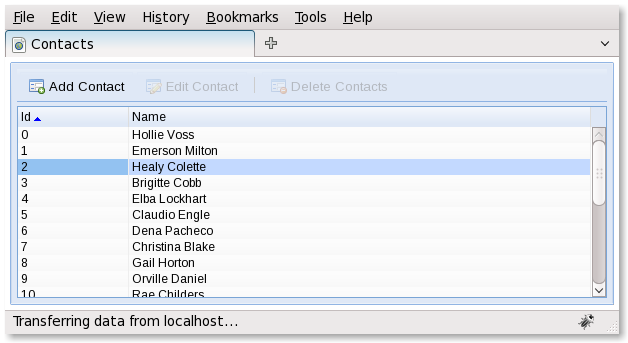 File Edit View History Bookmarks Tools Help
Contacts
Add Contact Edit Contact Delete Contacts
Id Name
0 Hollie Voss
1 Emerson Milton
2 Healy Colette
3 Brigitte Cobb
4 Elba Lockhart
5 Claudio Engle
6 Dena Pacheco
7 Christina Blake
8 Gail Horton
9 Orville Daniel
10 Rae Childers
Transferring data from localhost...